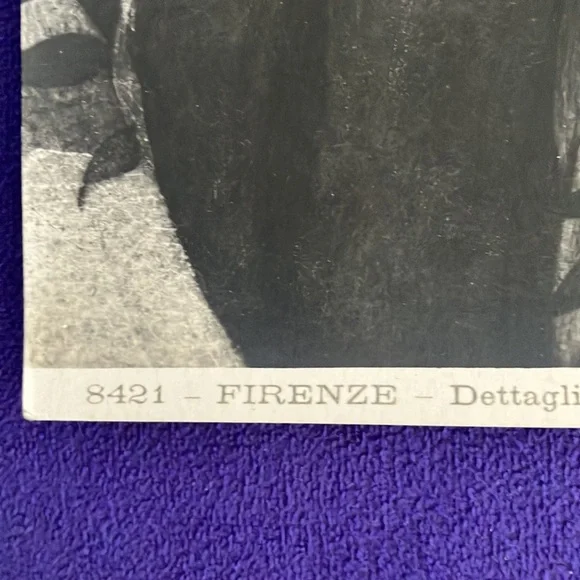 8421 – FIRENZE – Dettagli